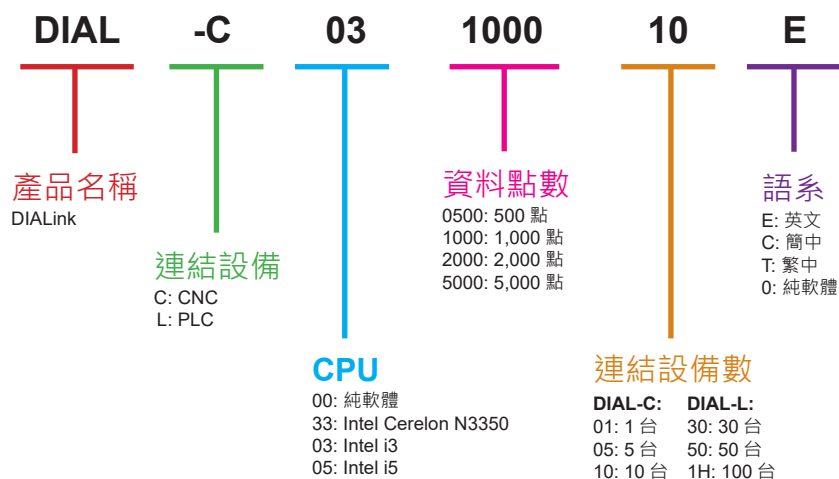 DIAL -C 03 1000 10 E
產品名稱
DIALink
連結設備
C: CNC
L: PLC
CPU
00: 純軟體
33: Intel Cerelon N3350
03: Intel i3
05: Intel i5
資料點數
0500: 500 點
1000: 1,000 點
2000: 2,000 點
5000: 5,000 點
連結設備數
DIAL-C: DIAL-L:
01: 1 台 30: 30 台
05: 5 台 50: 50 台
10: 10 台 1H: 100 台
語系
E: 英文
C: 簡中
T: 繁中
0: 純軟體